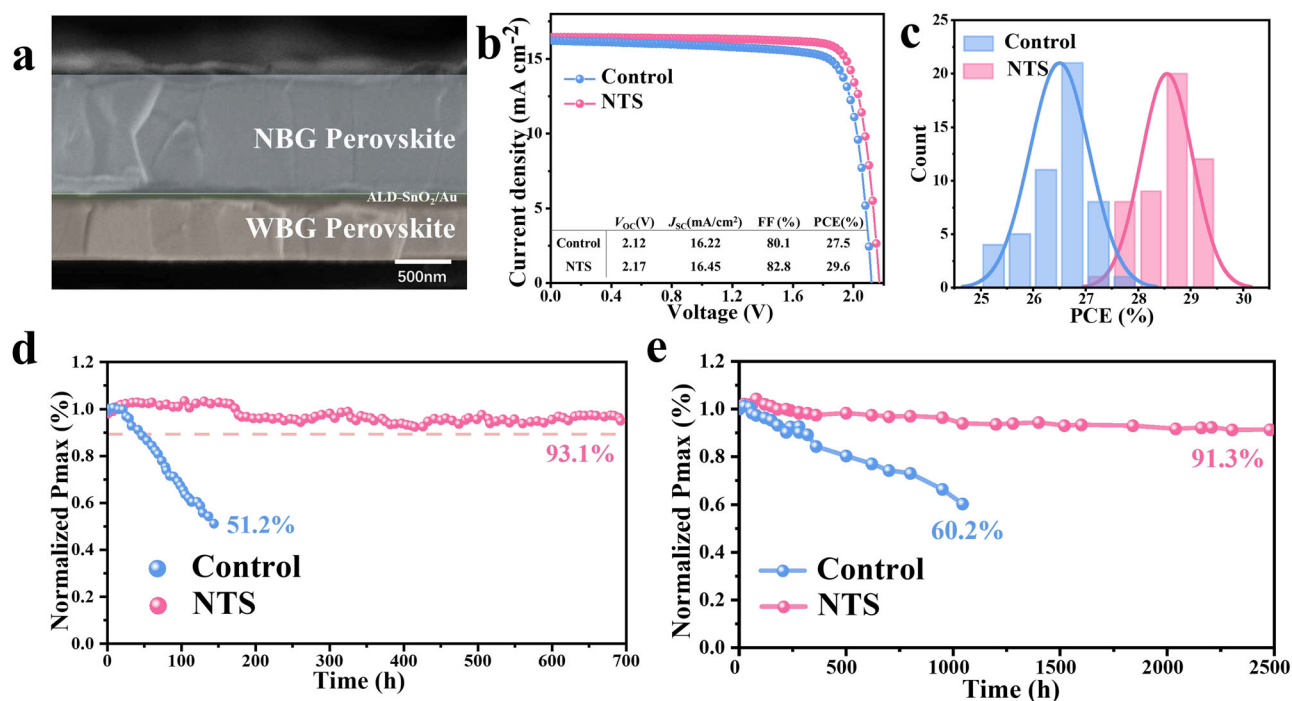 a
NBG Perovskite
ALD-SnO₂/Au
WBG Perovskite
500nm
b
Current density (mA cm⁻²)
15
10
5
0
Control
NTS
V_OC(V) J_SC(mA/cm²) FF (%) PCE(%)
Control 2.12 16.22 80.1 27.5
NTS 2.17 16.45 82.8 29.6
0.0 0.4 0.8 1.2 1.6 2.0
Voltage (V)
c
Count
25
20
15
10
5
0
Control
NTS
25 26 27 28 29 30
PCE (%)
d
Normalized Pmax (%)
1.2
1.0
0.8
0.6
0.4
0.2
0.0
93.1%
51.2%
Control
NTS
0 100 200 300 400 500 600 700
Time (h)
e
Normalized Pmax (%)
1.2
1.0
0.8
0.6
0.4
0.2
0.0
91.3%
60.2%
Control
NTS
0 500 1000 1500 2000 2500
Time (h)